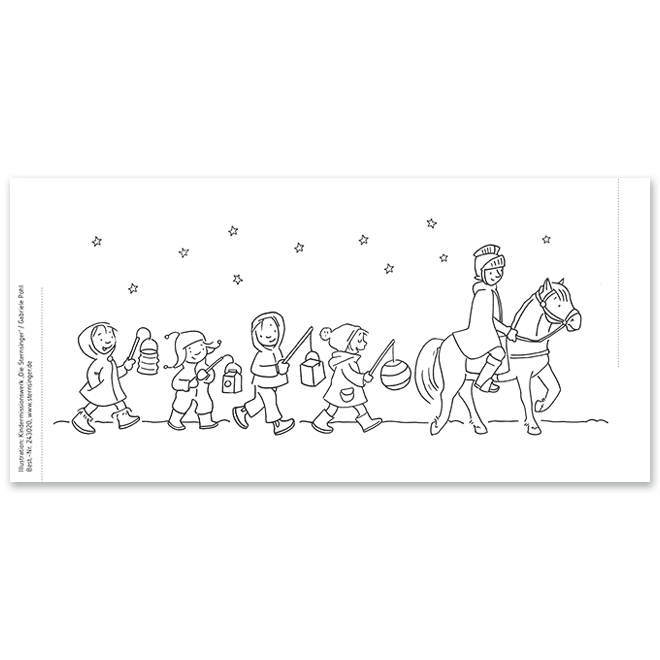 Illustration: Kindermissionswerk ‚Die Sternsinger‘ / Gabriele Pohl
Best.-Nr. 243020, www.sternsinger.de